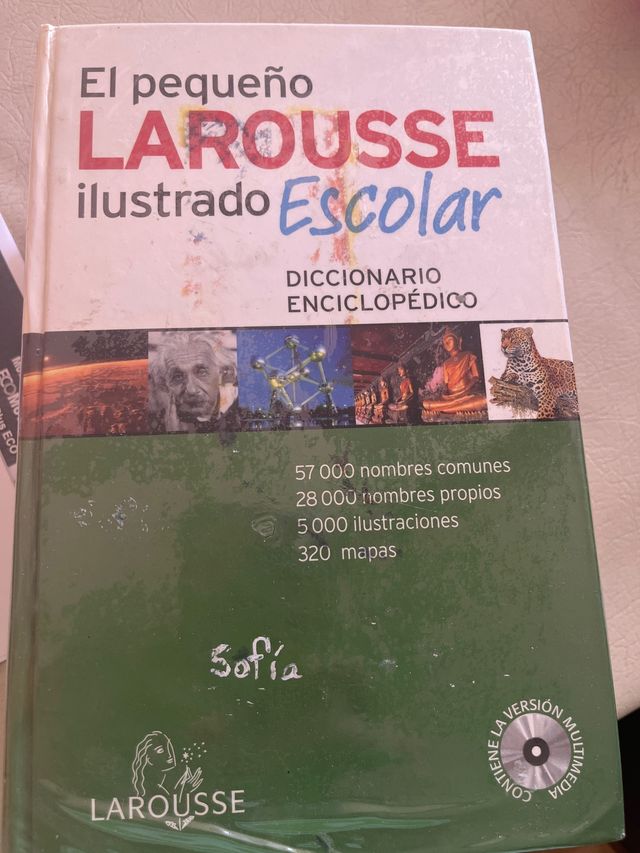 El pequeño
LAROUSSE
ilustrado Escolar
DICCIONARIO
ENCICLOPÉDICO
57 000 nombres comunes
28 000 nombres propios
5 000 ilustraciones
320 mapas
Sofía
CONTIENE LA VERSIÓN MULTIMEDIA
LAROUSSE